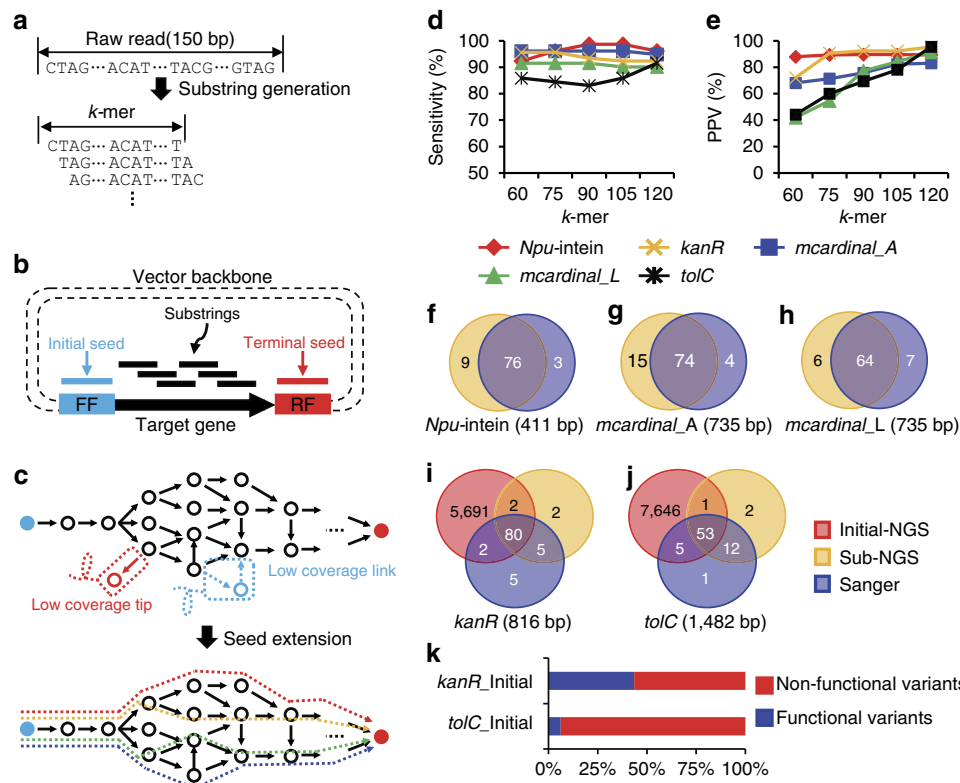 a
Raw read(150 bp)
CTAG···ACAT···TACG···GTAG
Substring generation
k-mer
CTAG···ACAT···T
TAG···ACAT···TA
AG···ACAT···TAC
⋮
b
Vector backbone
Substrings
Initial seed
Terminal seed
FF
RF
Target gene
c
Low coverage link
Low coverage tip
Seed extension
d
Sensitivity (%)
100
90
80
70
60
50
60 75 90 105 120
k-mer
e
PPV (%)
100
80
60
40
20
0
60 75 90 105 120
k-mer
Npu-intein
kanR
mcardinal_A
mcardinal_L
tolC
f
9 76 3
Npu-intein (411 bp)
g
15 74 4
mcardinal_A (735 bp)
h
6 64 7
mcardinal_L (735 bp)
i
5,691 2 2
80
2 5
5
kanR (816 bp)
j
7,646 1 2
53
5 12
1
tolC (1,482 bp)
Initial-NGS
Sub-NGS
Sanger
k
kanR_Initial
tolC_Initial
0% 25% 50% 75% 100%
Non-functional variants
Functional variants